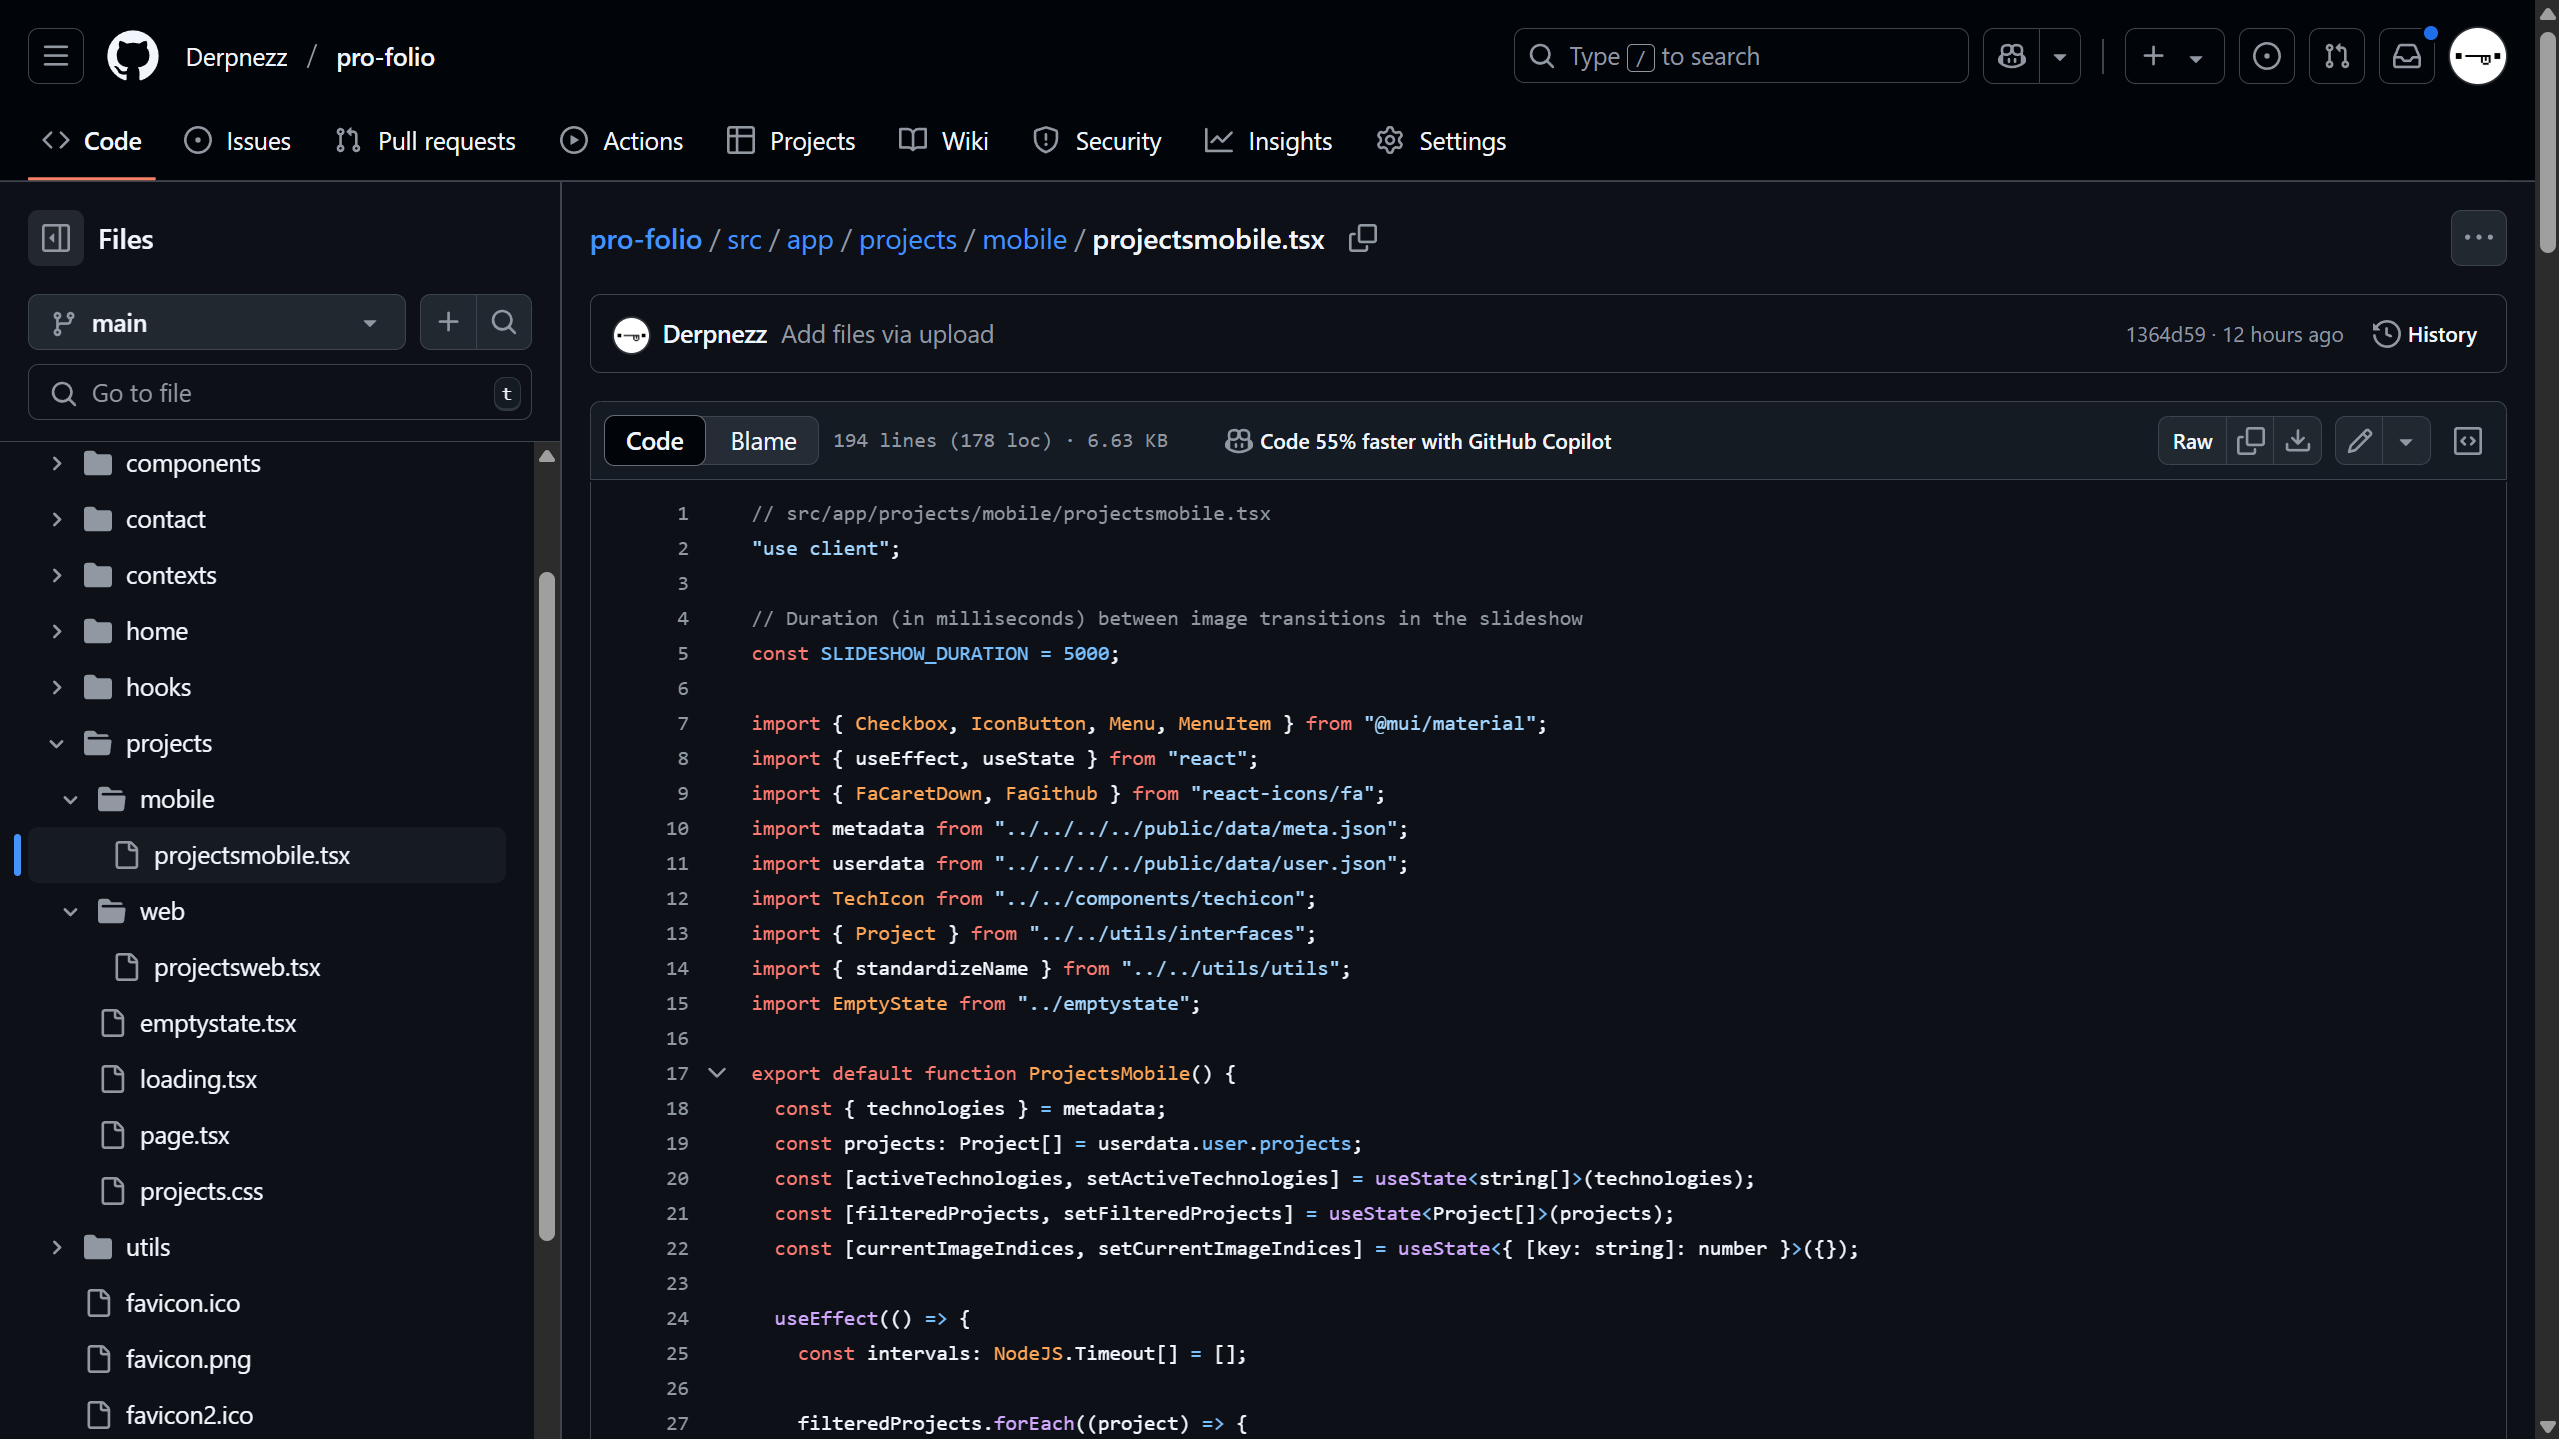 Derpnezz / pro-folio
Type / to search
Code
Issues
Pull requests
Actions
Projects
Wiki
Security
Insights
Settings
Files
main
Go to file
t
components
contact
contexts
home
hooks
projects
mobile
projectsmobile.tsx
web
projectsweb.tsx
emptystate.tsx
loading.tsx
page.tsx
projects.css
utils
favicon.ico
favicon.png
favicon2.ico
pro-folio / src / app / projects / mobile / projectsmobile.tsx
Derpnezz Add files via upload
1364d59 · 12 hours ago
History
Code
Blame
194 lines (178 loc) · 6.63 KB
Code 55% faster with GitHub Copilot
Raw
1 // src/app/projects/mobile/projectsmobile.tsx
2 "use client";
3
4 // Duration (in milliseconds) between image transitions in the slideshow
5 const SLIDESHOW_DURATION = 5000;
6
7 import { Checkbox, IconButton, Menu, MenuItem } from "@mui/material";
8 import { useEffect, useState } from "react";
9 import { FaCaretDown, FaGithub } from "react-icons/fa";
10 import metadata from "../../../../public/data/meta.json";
11 import userdata from "../../../../public/data/user.json";
12 import TechIcon from "../../components/techicon";
13 import { Project } from "../../utils/interfaces";
14 import { standardizeName } from "../../utils/utils";
15 import EmptyState from "../emptystate";
16
17 export default function ProjectsMobile() {
18 const { technologies } = metadata;
19 const projects: Project[] = userdata.user.projects;
20 const [activeTechnologies, setActiveTechnologies] = useState<string[]>(technologies);
21 const [filteredProjects, setFilteredProjects] = useState<Project[]>(projects);
22 const [currentImageIndices, setCurrentImageIndices] = useState<{ [key: string]: number }>({});
23
24 useEffect(() => {
25 const intervals: NodeJS.Timeout[] = [];
26
27 filteredProjects.forEach((project) => {